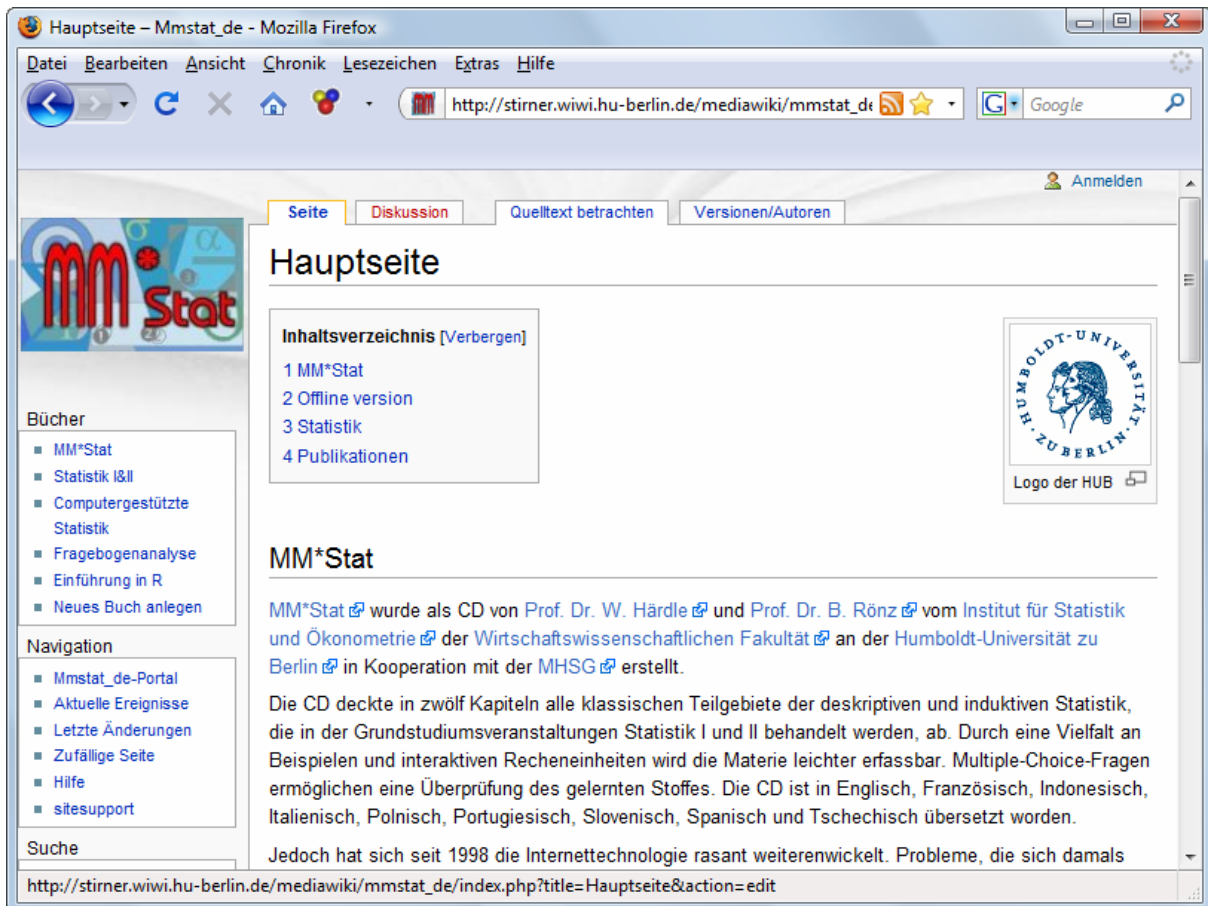 Hauptseite – Mmstat_de - Mozilla Firefox
Datei Bearbeiten Ansicht Chronik Lesezeichen Extras Hilfe
http://stirner.wiwi.hu-berlin.de/mediawiki/mmstat_de
G Google
Anmelden
Seite Diskussion Quelltext betrachten Versionen/Autoren
MM*Stat
σ α
1 2
Bücher
MM*Stat
Statistik I&II
Computergestützte
Statistik
Fragebogenanalyse
Einführung in R
Neues Buch anlegen
Navigation
Mmstat_de-Portal
Aktuelle Ereignisse
Letzte Änderungen
Zufällige Seite
Hilfe
sitesupport
Suche
Hauptseite
Inhaltsverzeichnis [Verbergen]
1 MM*Stat
2 Offline version
3 Statistik
4 Publikationen
HUMBOLDT-UNIVERSITÄT
ZU BERLIN
Logo der HUB
MM*Stat
MM*Stat wurde als CD von Prof. Dr. W. Härdle und Prof. Dr. B. Rönz vom Institut für Statistik
und Ökonometrie der Wirtschaftswissenschaftlichen Fakultät an der Humboldt-Universität zu
Berlin in Kooperation mit der MHSG erstellt.
Die CD deckte in zwölf Kapiteln alle klassischen Teilgebiete der deskriptiven und induktiven Statistik,
die in der Grundstudiumsveranstaltungen Statistik I und II behandelt werden, ab. Durch eine Vielfalt an
Beispielen und interaktiven Recheneinheiten wird die Materie leichter erfassbar. Multiple-Choice-Fragen
ermöglichen eine Überprüfung des gelernten Stoffes. Die CD ist in Englisch, Französisch, Indonesisch,
Italienisch, Polnisch, Portugiesisch, Slovenisch, Spanisch und Tschechisch übersetzt worden.
Jedoch hat sich seit 1998 die Internettechnologie rasant weiterenwickelt. Probleme, die sich damals
http://stirner.wiwi.hu-berlin.de/mediawiki/mmstat_de/index.php?title=Hauptseite&action=edit